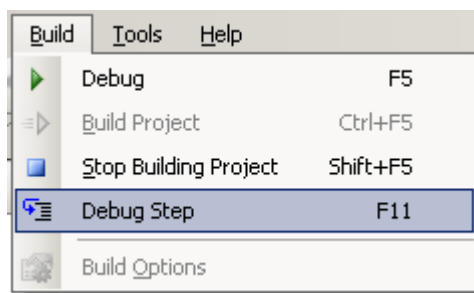 Build Tools Help
Debug F5
Build Project Ctrl+F5
Stop Building Project Shift+F5
Debug Step F11
Build Options